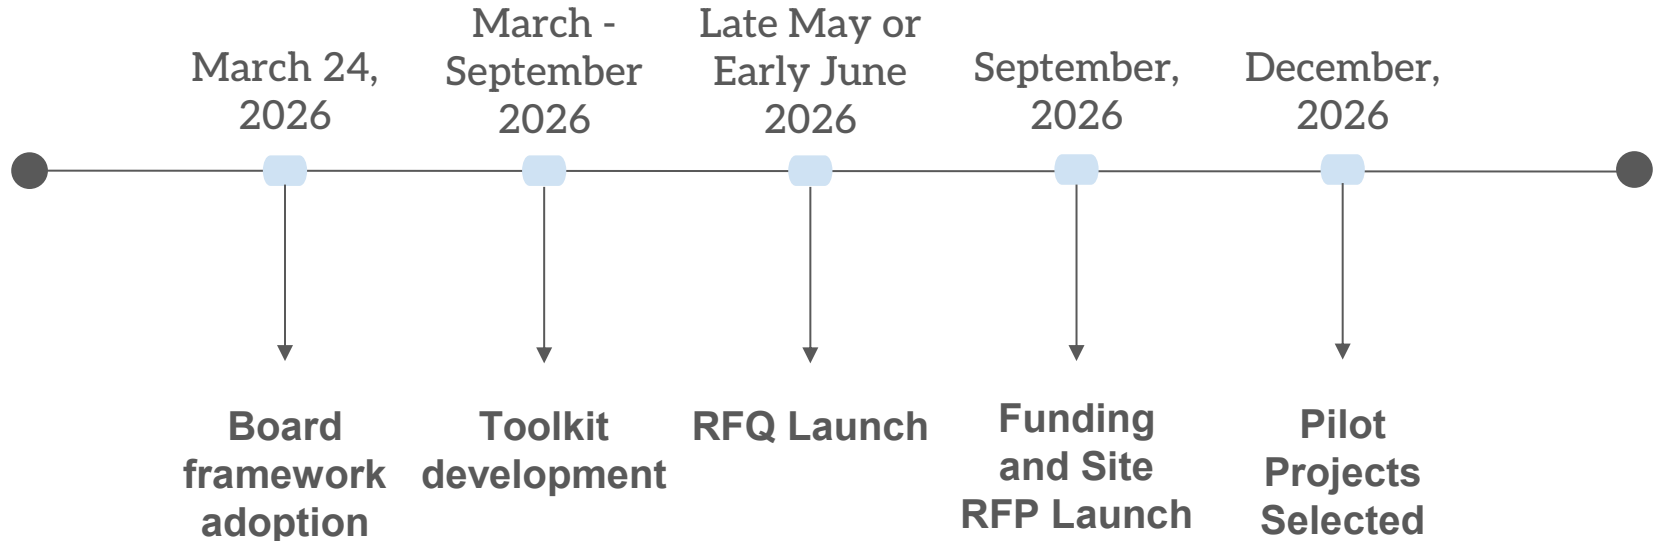 March 24,
2026
March -
September
2026
Late May or
Early June
2026
September,
2026
December,
2026
Board
framework
adoption
Toolkit
development
RFQ Launch
Funding
and Site
RFP Launch
Pilot
Projects
Selected